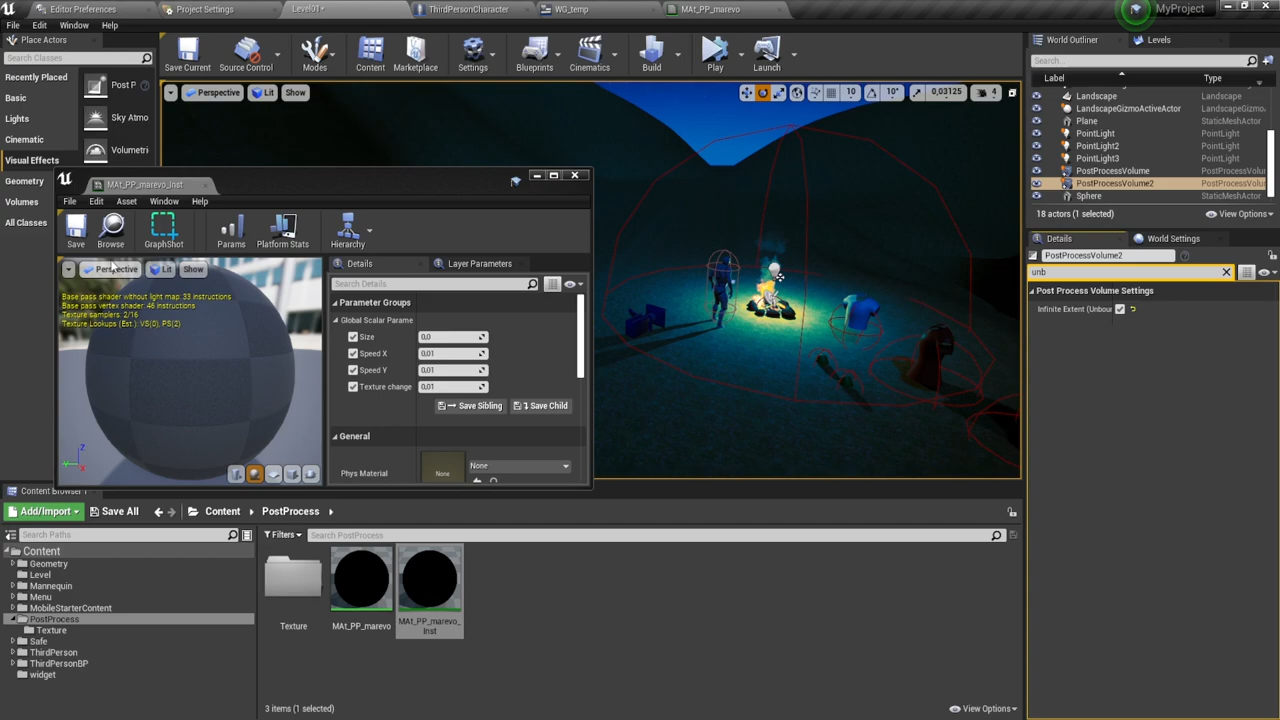 Editor Preferences
Project Settings
Level01*
ThirdPersonCharacter
WG_temp
MAt_PP_marevo
MyProject
File Edit Window Help
Place Actors
Search Classes
Recently Placed
Basic
Lights
Cinematic
Visual Effects
Geometry
Volumes
All Classes
Post P
Sky Atmo
Volumetri
Save Current
Source Control
Modes
Content
Marketplace
Settings
Blueprints
Cinematics
Build
Play
Launch
Perspective
Lit
Show
10
10°
0,03125
4
World Outliner
Levels
Search...
Label
Type
Landscape Landscape
LandscapeGizmoActiveActor LandscapeGizmo
Plane StaticMeshActor
PointLight PointLight
PointLight2 PointLight
PointLight3 PointLight
PostProcessVolume PostProcessVolu
PostProcessVolume2 PostProcessVolu
Sphere StaticMeshActor
18 actors (1 selected)
View Options
Details
World Settings
PostProcessVolume2
unb
Post Process Volume Settings
Infinite Extent (Unbou
MAt_PP_marevo_Inst
File Edit Asset Window Help
Save
Browse
GraphShot
Params
Platform Stats
Hierarchy
Perspective
Lit
Show
Base pass shader without light map: 33 instructions
Base pass vertex shader: 46 instructions
Texture samplers: 2/16
Texture Lookups (Est.): VS(0), PS(2)
Z
Y
X
Details
Layer Parameters
Search Details
Parameter Groups
Global Scalar Parame
Size 0,0
Speed X 0,01
Speed Y 0,01
Texture change 0,01
Save Sibling
Save Child
General
Phys Material
None
None
Content Browser 1
Add/Import
Save All
Content
PostProcess
Search Paths
Filters
Search PostProcess
Content
Geometry
Level
Mannequin
Menu
MobileStarterContent
PostProcess
Texture
Safe
ThirdPerson
ThirdPersonBP
widget
Texture
MAt_PP_marevo
MAt_PP_marevo_
Inst
3 items (1 selected)
View Options